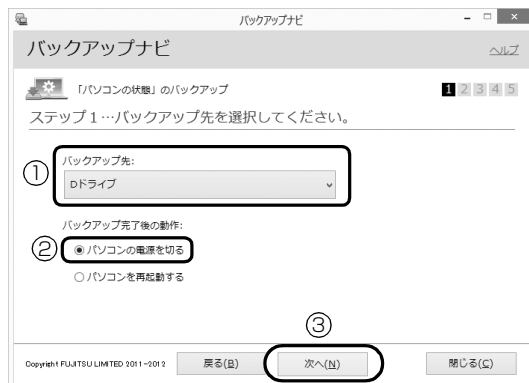 バックアップナビ
バックアップナビ
ヘルプ
「パソコンの状態」のバックアップ
1 2 3 4 5
ステップ1…バックアップ先を選択してください。
①
バックアップ先:
Dドライブ
バックアップ完了後の動作:
②
パソコンの電源を切る
パソコンを再起動する
③
Copyright FUJITSU LIMITED 2011-2012
戻る(B)
次へ(N)
閉じる(C)